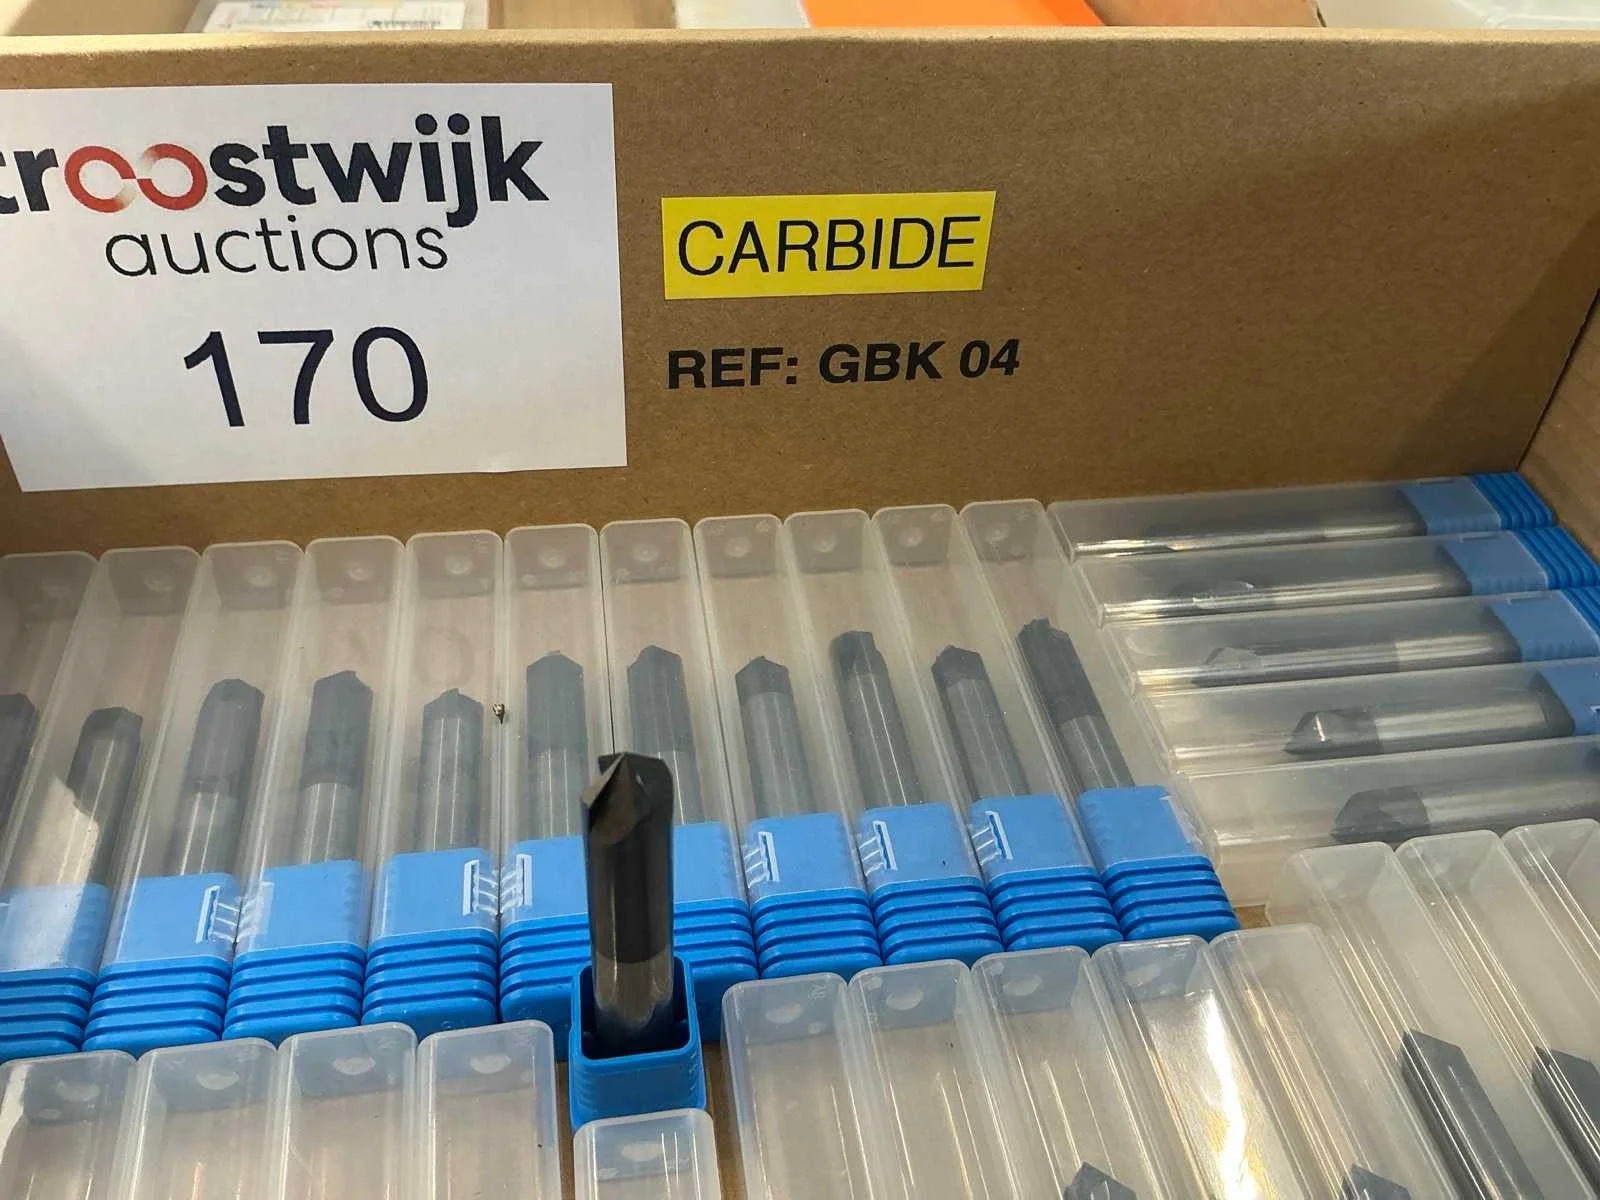 troostwijk
auctions
170
CARBIDE
REF: GBK 04